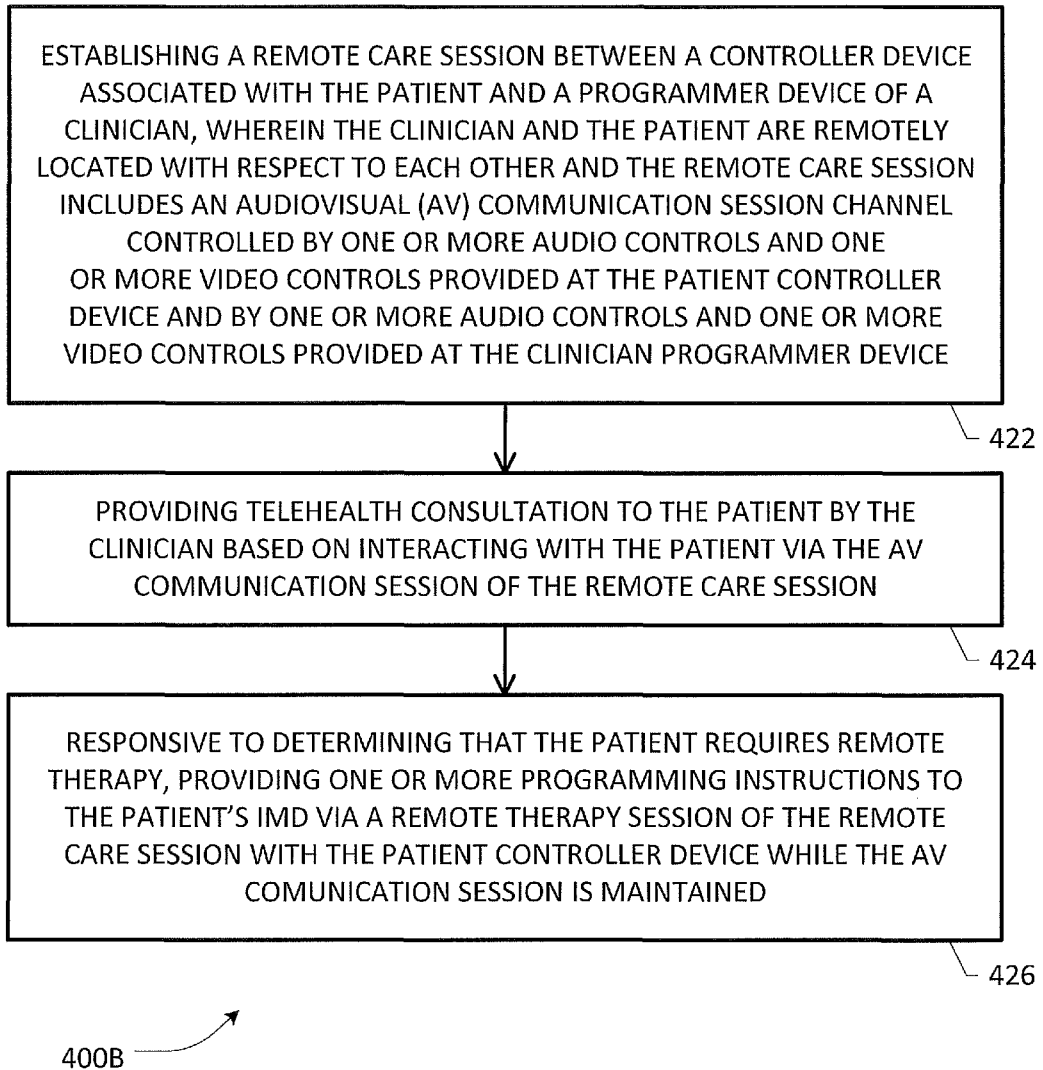 ESTABLISHING A REMOTE CARE SESSION BETWEEN A CONTROLLER DEVICE
ASSOCIATED WITH THE PATIENT AND A PROGRAMMER DEVICE OF A
CLINICIAN, WHEREIN THE CLINICIAN AND THE PATIENT ARE REMOTELY
LOCATED WITH RESPECT TO EACH OTHER AND THE REMOTE CARE SESSION
INCLUDES AN AUDIOVISUAL (AV) COMMUNICATION SESSION CHANNEL
CONTROLLED BY ONE OR MORE AUDIO CONTROLS AND ONE
OR MORE VIDEO CONTROLS PROVIDED AT THE PATIENT CONTROLLER
DEVICE AND BY ONE OR MORE AUDIO CONTROLS AND ONE OR MORE
VIDEO CONTROLS PROVIDED AT THE CLINICIAN PROGRAMMER DEVICE
422
PROVIDING TELEHEALTH CONSULTATION TO THE PATIENT BY THE
CLINICIAN BASED ON INTERACTING WITH THE PATIENT VIA THE AV
COMMUNICATION SESSION OF THE REMOTE CARE SESSION
424
RESPONSIVE TO DETERMINING THAT THE PATIENT REQUIRES REMOTE
THERAPY, PROVIDING ONE OR MORE PROGRAMMING INSTRUCTIONS TO
THE PATIENT'S IMD VIA A REMOTE THERAPY SESSION OF THE REMOTE
CARE SESSION WITH THE PATIENT CONTROLLER DEVICE WHILE THE AV
COMUNICATION SESSION IS MAINTAINED
426
400B